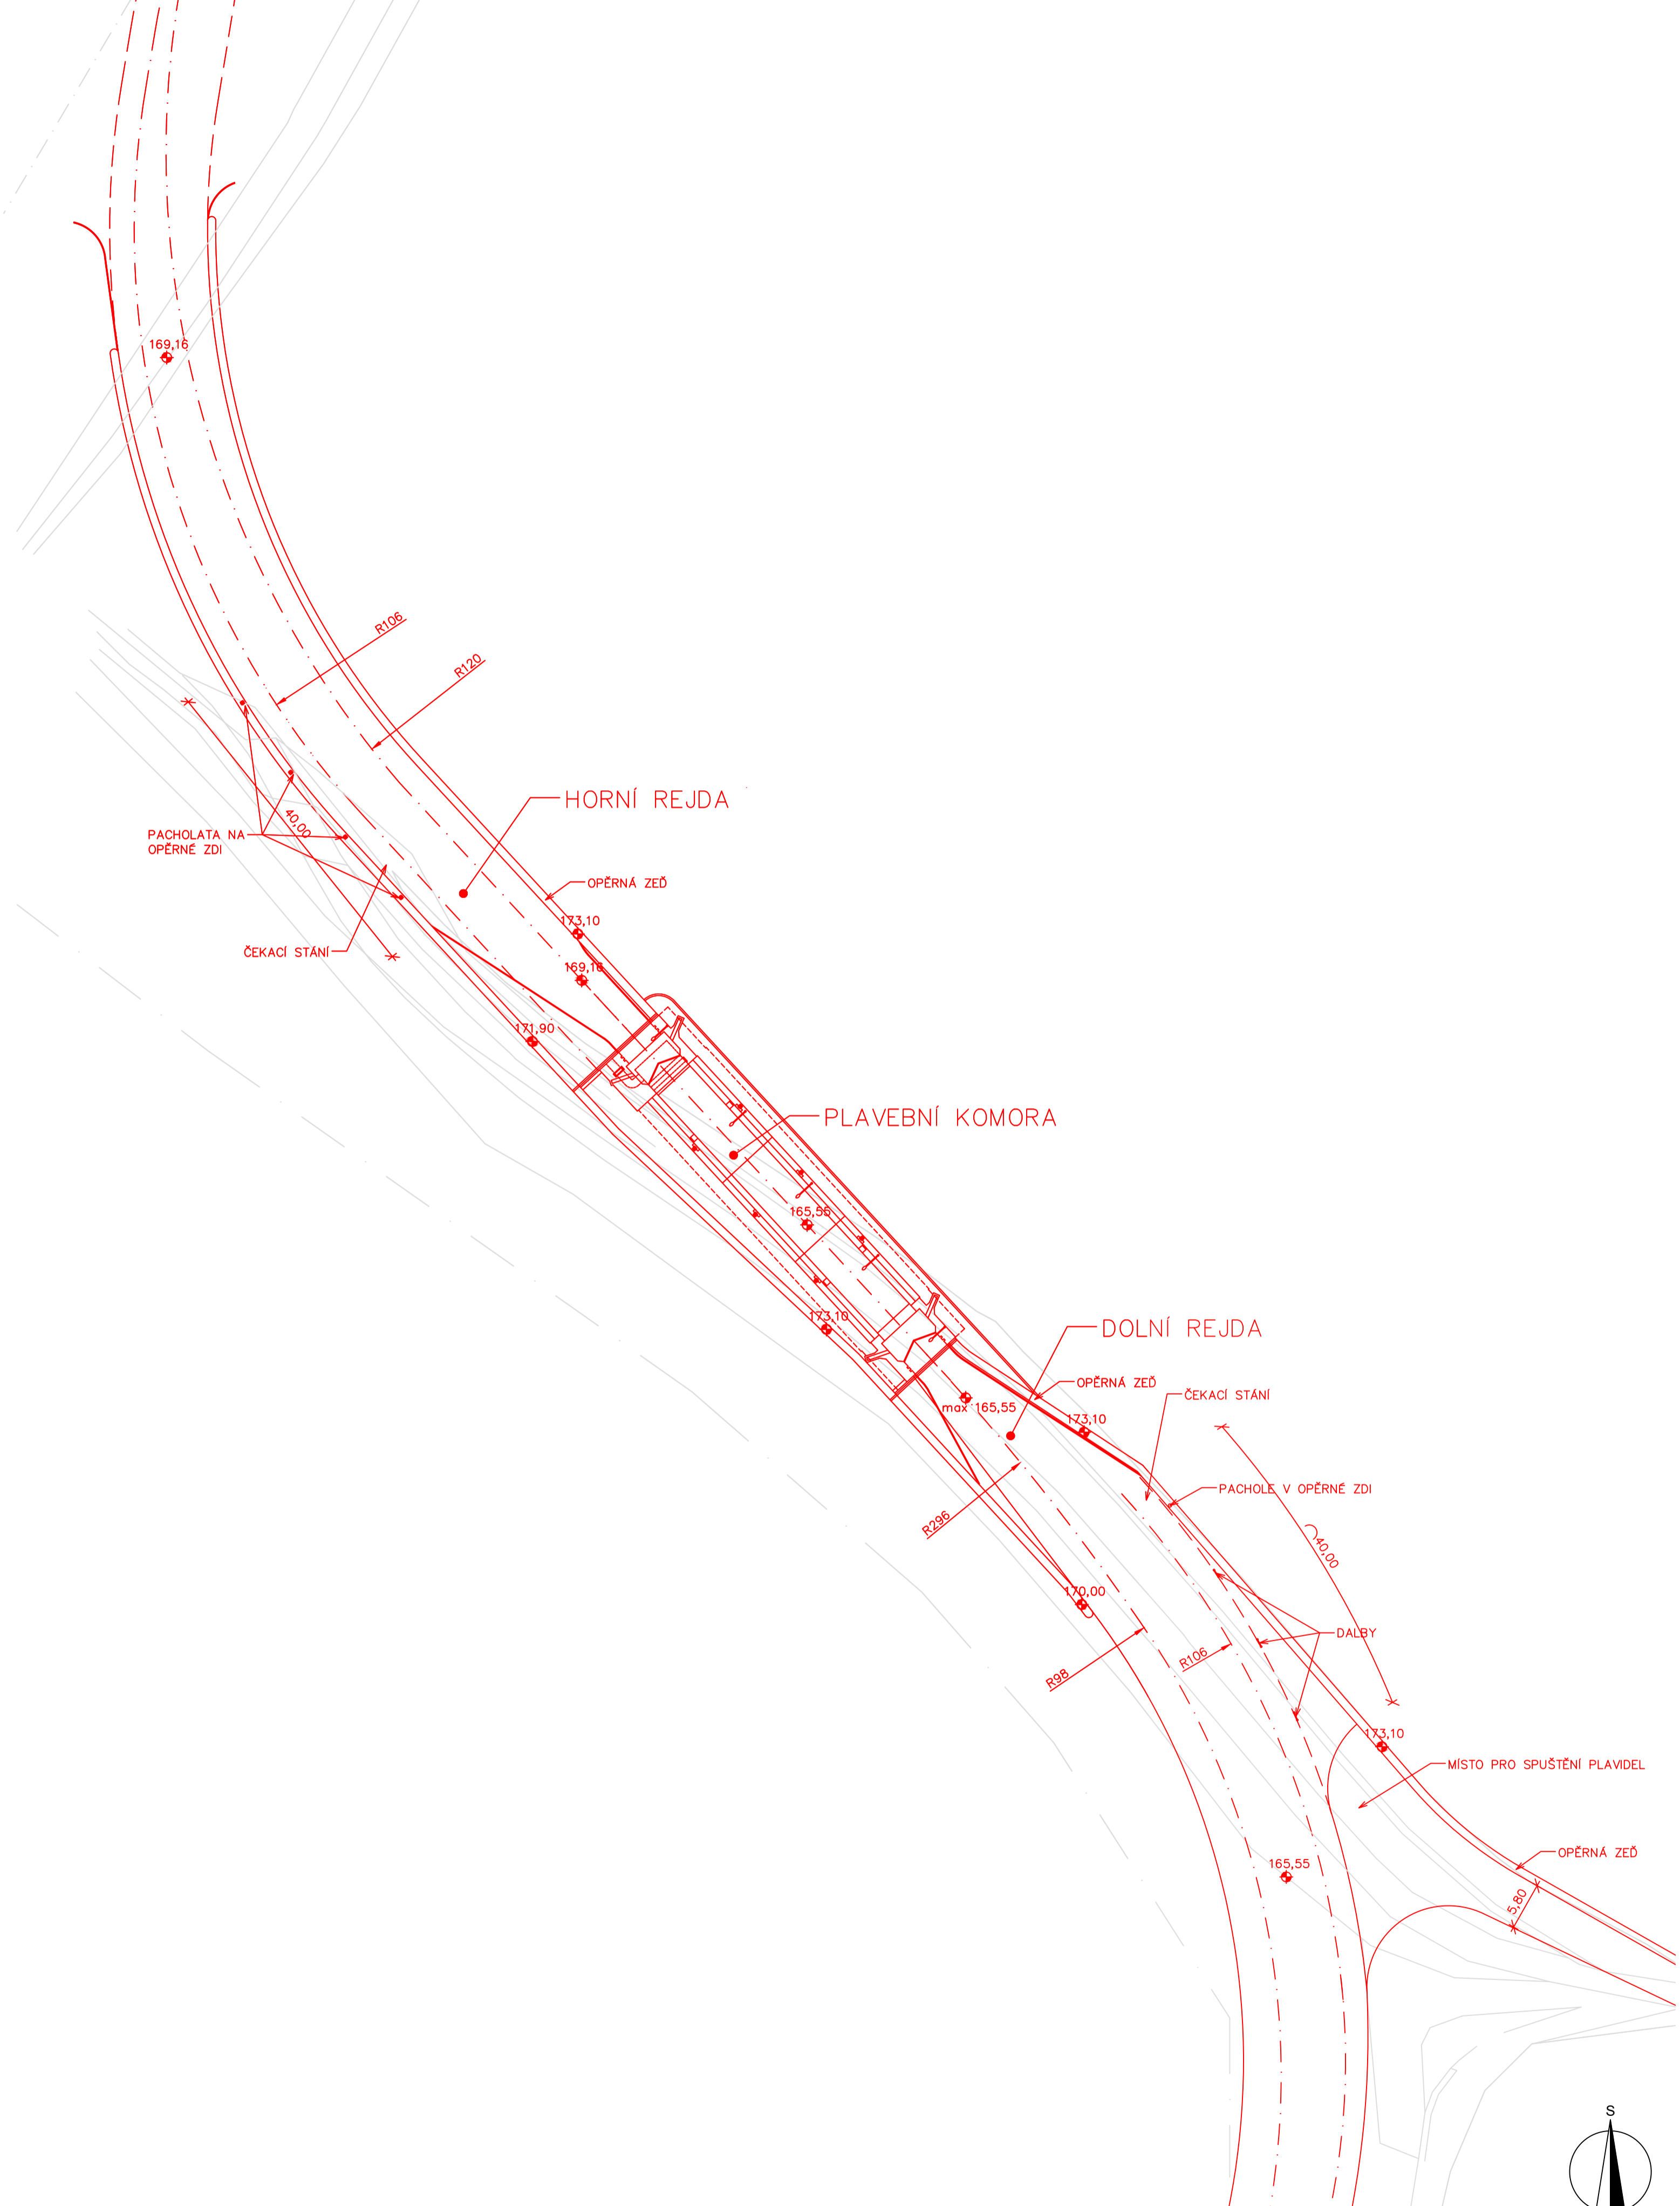 169,16
R106
R120
HORNÍ REJDA
40,00
PACHOLATA NA
OPĚRNÉ ZDI
OPĚRNÁ ZEĎ
173,10
ČEKACÍ STÁNÍ
169,16
171,90
PLAVEBNÍ KOMORA
165,55
173,10
DOLNÍ REJDA
OPĚRNÁ ZEĎ
ČEKACÍ STÁNÍ
max 165,55
173,10
PACHOLE V OPĚRNÉ ZDI
R296
40,00
170,00
DALBY
R106
R98
173,10
MÍSTO PRO SPUŠTĚNÍ PLAVIDEL
OPĚRNÁ ZEĎ
165,55
5,80
S